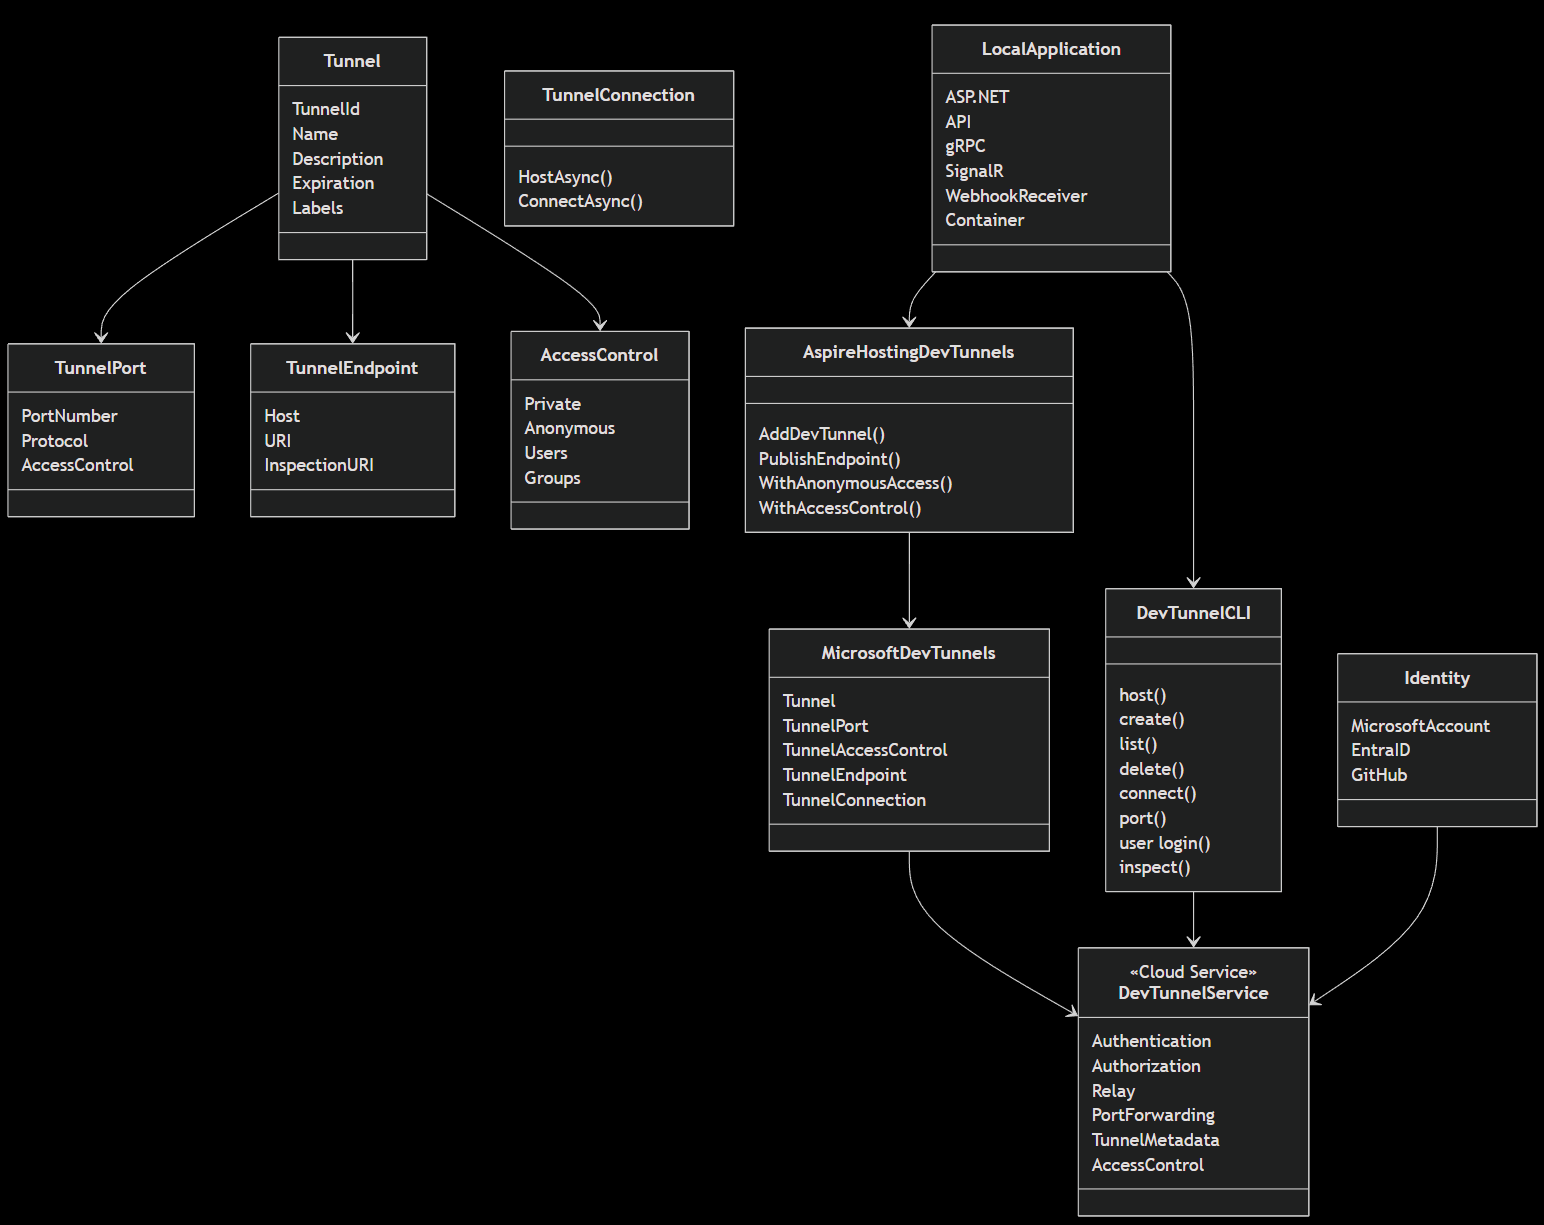 Tunnel
TunnelId
Name
Description
Expiration
Labels
TunnelConnection
HostAsync()
ConnectAsync()
LocalApplication
ASP.NET
API
gRPC
SignalR
WebhookReceiver
Container
TunnelPort
PortNumber
Protocol
AccessControl
TunnelEndpoint
Host
URI
InspectionURI
AccessControl
Private
Anonymous
Users
Groups
AspireHostingDevTunnels
AddDevTunnel()
PublishEndpoint()
WithAnonymousAccess()
WithAccessControl()
MicrosoftDevTunnels
Tunnel
TunnelPort
TunnelAccessControl
TunnelEndpoint
TunnelConnection
DevTunnelCLI
host()
create()
list()
delete()
connect()
port()
user login()
inspect()
Identity
MicrosoftAccount
EntraID
GitHub
«Cloud Service»
DevTunnelService
Authentication
Authorization
Relay
PortForwarding
TunnelMetadata
AccessControl